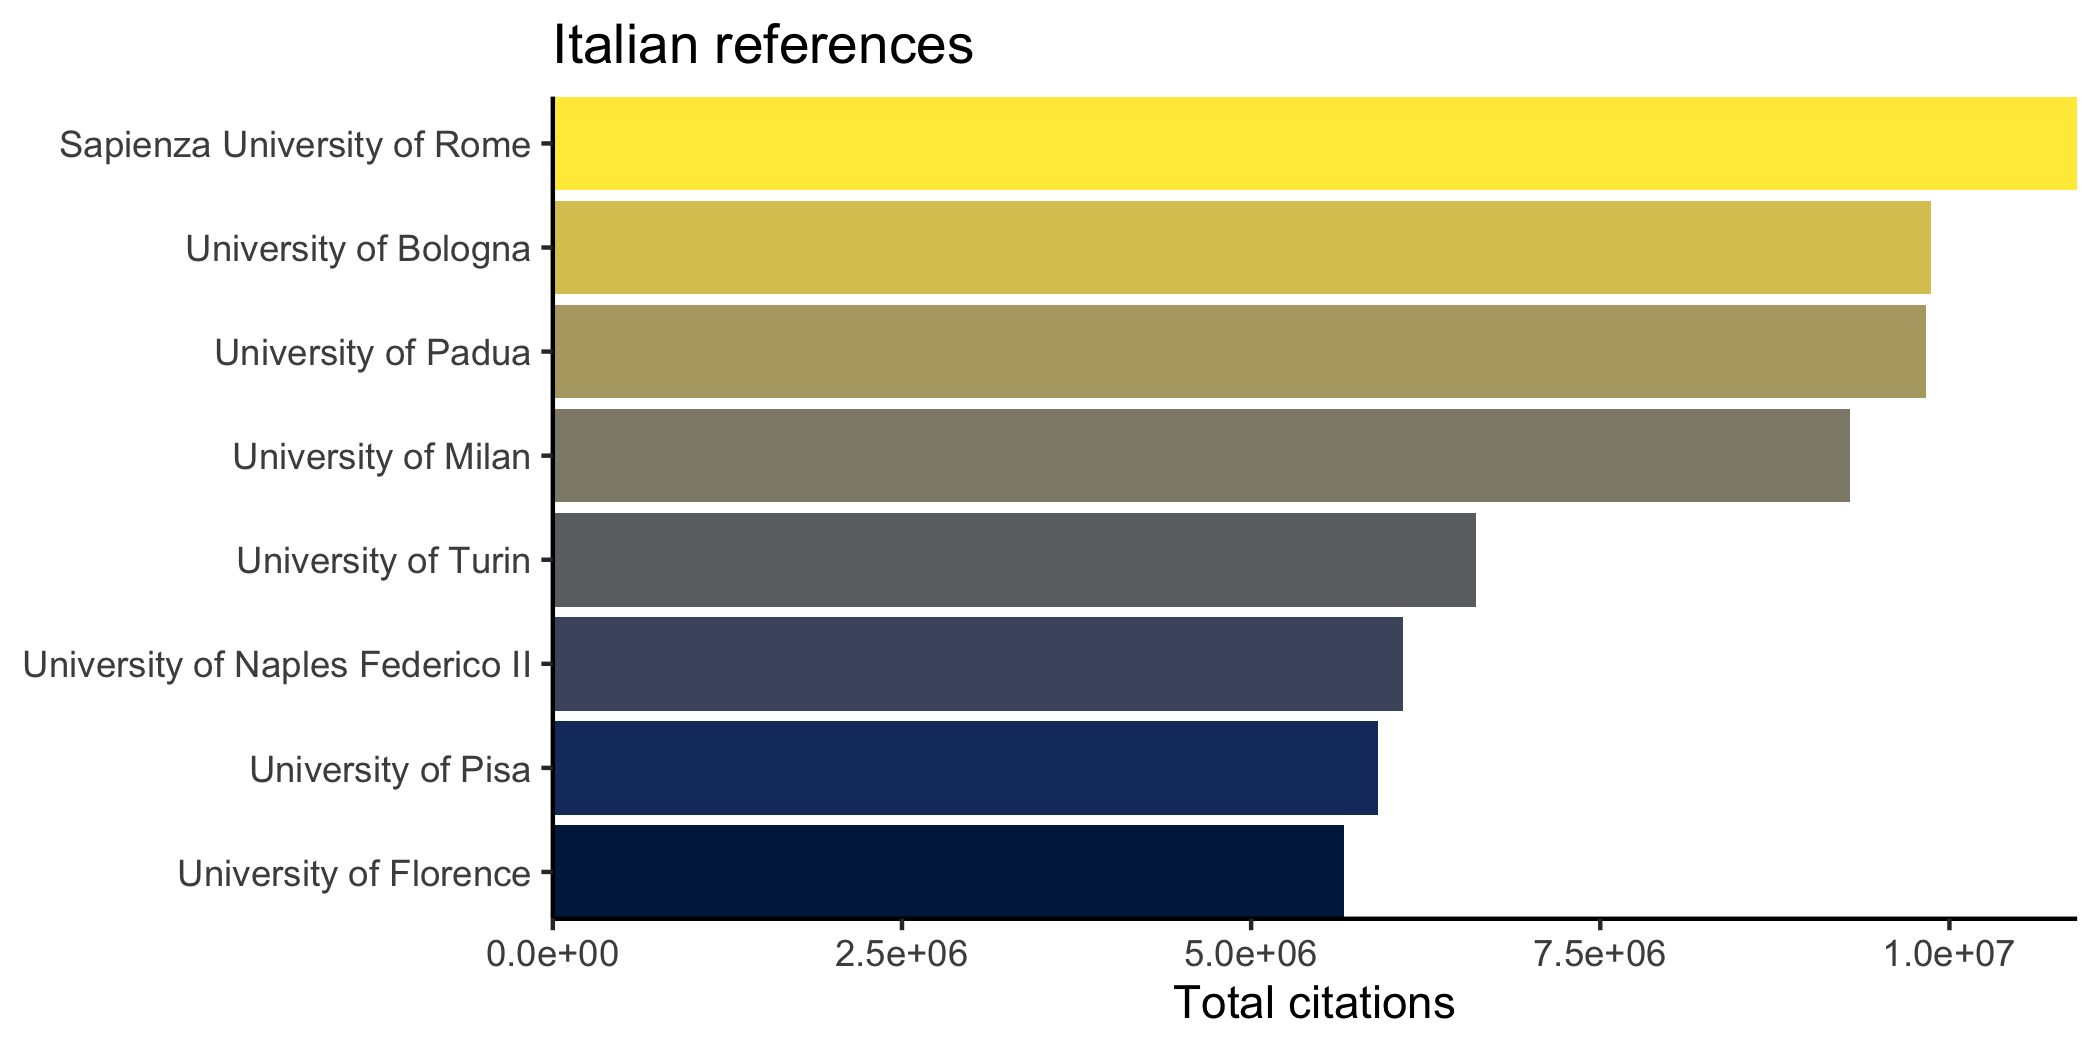 Italian references
Sapienza University of Rome
University of Bologna
University of Padua
University of Milan
University of Turin
University of Naples Federico II
University of Pisa
University of Florence
0.0e+00 2.5e+06 5.0e+06 7.5e+06 1.0e+07
Total citations